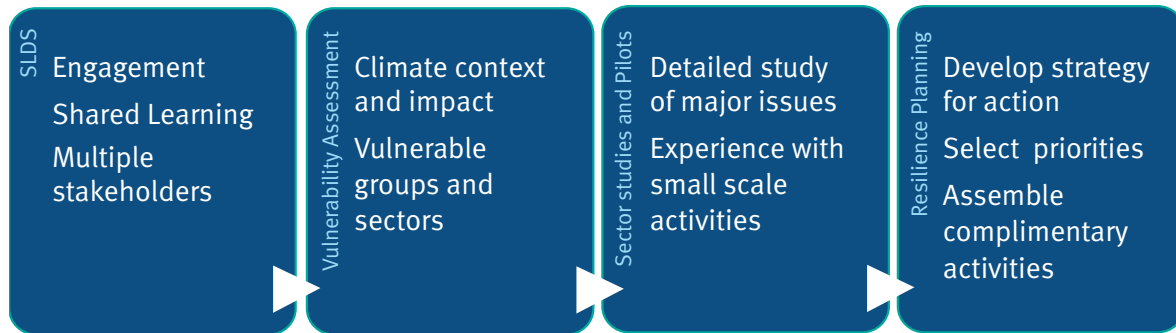 SLDS
Engagement
Shared Learning
Multiple
stakeholders
Vulnerability Assessment
Climate context
and impact
Vulnerable
groups and
sectors
Sector studies and Pilots
Detailed study
of major issues
Experience with
small scale
activities
Resilience Planning
Develop strategy
for action
Select priorities
Assemble
complimentary
activities